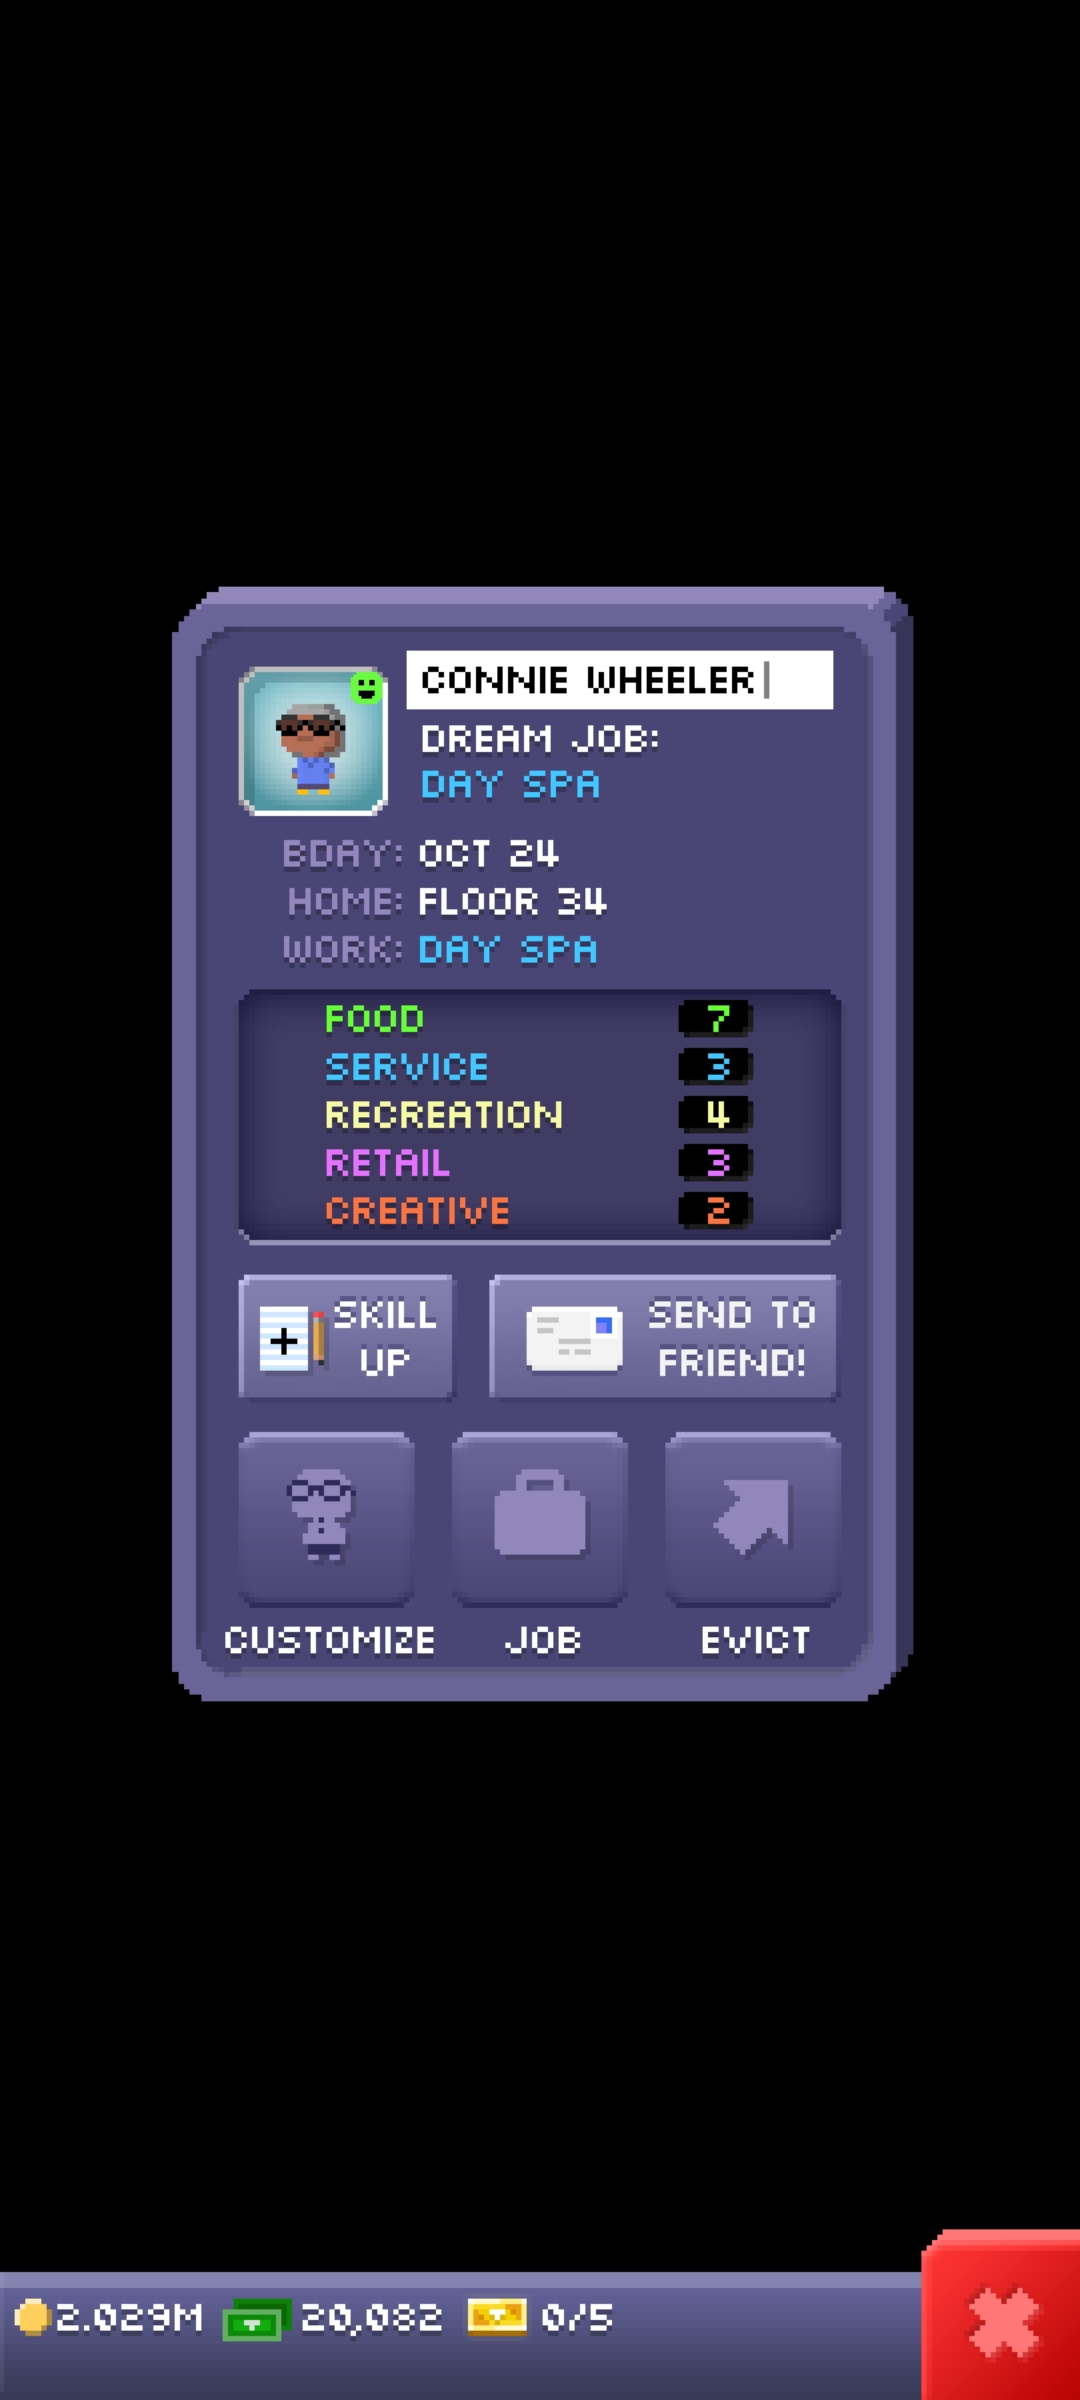 CONNIE WHEELER
DREAM JOB:
DAY SPA
BDAY: OCT 24
HOME: FLOOR 34
WORK: DAY SPA
FOOD 7
SERVICE 3
RECREATION 4
RETAIL 3
CREATIVE 2
SKILL UP
SEND TO FRIEND!
CUSTOMIZE JOB EVICT
2.029M 20,082 0/5